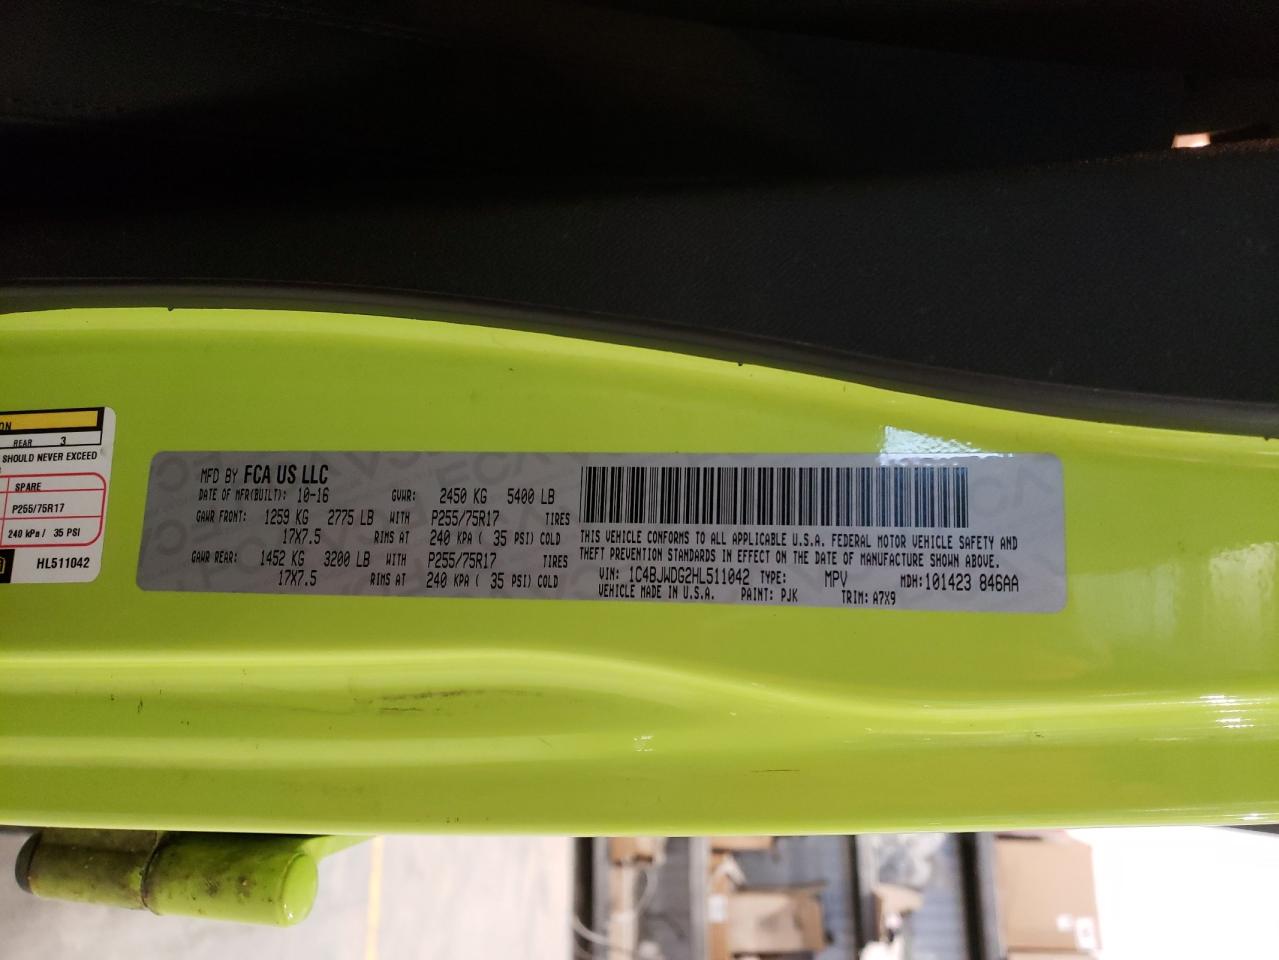 ON
REAR 3
SHOULD NEVER EXCEED
SPARE
P255/75R17
240 kPa / 35 PSI
HL511042
MFD BY FCA US LLC
DATE OF MFR(BUILT): 10-16 GVWR: 2450 KG 5400 LB
GAWR FRONT: 1259 KG 2775 LB WITH P255/75R17 TIRES
17X7.5 RIMS AT 240 KPA ( 35 PSI) COLD
GAWR REAR: 1452 KG 3200 LB WITH P255/75R17 TIRES
17X7.5 RIMS AT 240 KPA ( 35 PSI) COLD
THIS VEHICLE CONFORMS TO ALL APPLICABLE U.S.A. FEDERAL MOTOR VEHICLE SAFETY AND
THEFT PREVENTION STANDARDS IN EFFECT ON THE DATE OF MANUFACTURE SHOWN ABOVE.
VIN: 1C4BJWDG2HL511042 TYPE: MPV MDH: 101423 846AA
VEHICLE MADE IN U.S.A. PAINT: PJK TRIM: A7X9